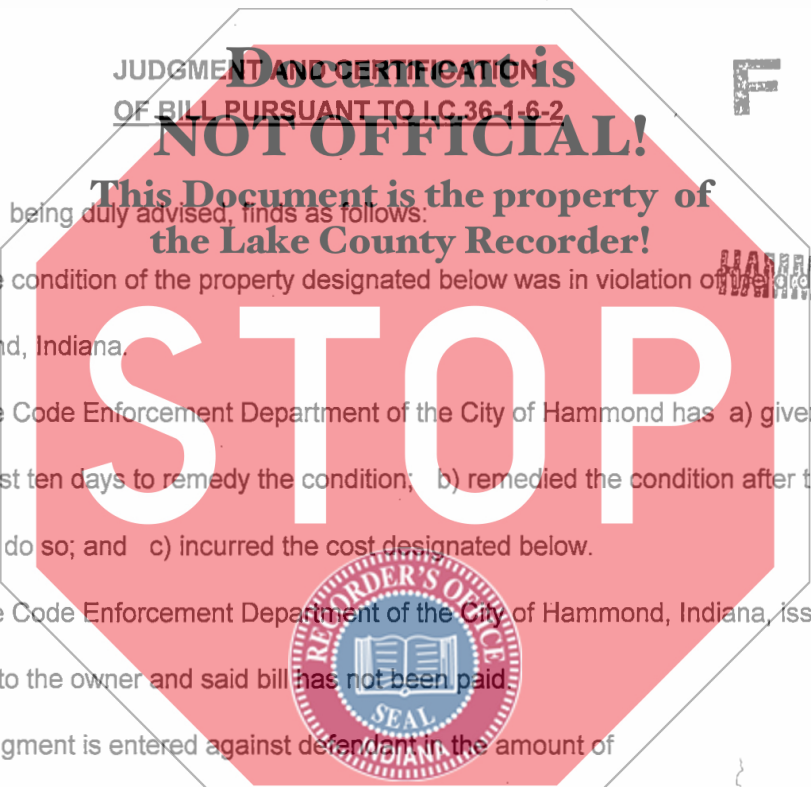 JUDGMENT AND CERTIFICATION
OF BILL PURSUANT TO I.C.36-1-6-2
F
Document is
NOT OFFICIAL!
This Document is the property of
the Lake County Recorder!
being duly advised, finds as follows:
condition of the property designated below was in violation of the
nd, Indiana.
STOP
e Code Enforcement Department of the City of Hammond has a) give
st ten days to remedy the condition; b) remedied the condition after t
do so; and c) incurred the cost designated below.
e Code Enforcement Department of the City of Hammond, Indiana, iss
to the owner and said bill has not been paid.
RECORDER'S OFFICE
SEAL
INDIANA
gment is entered against defendant in the amount of